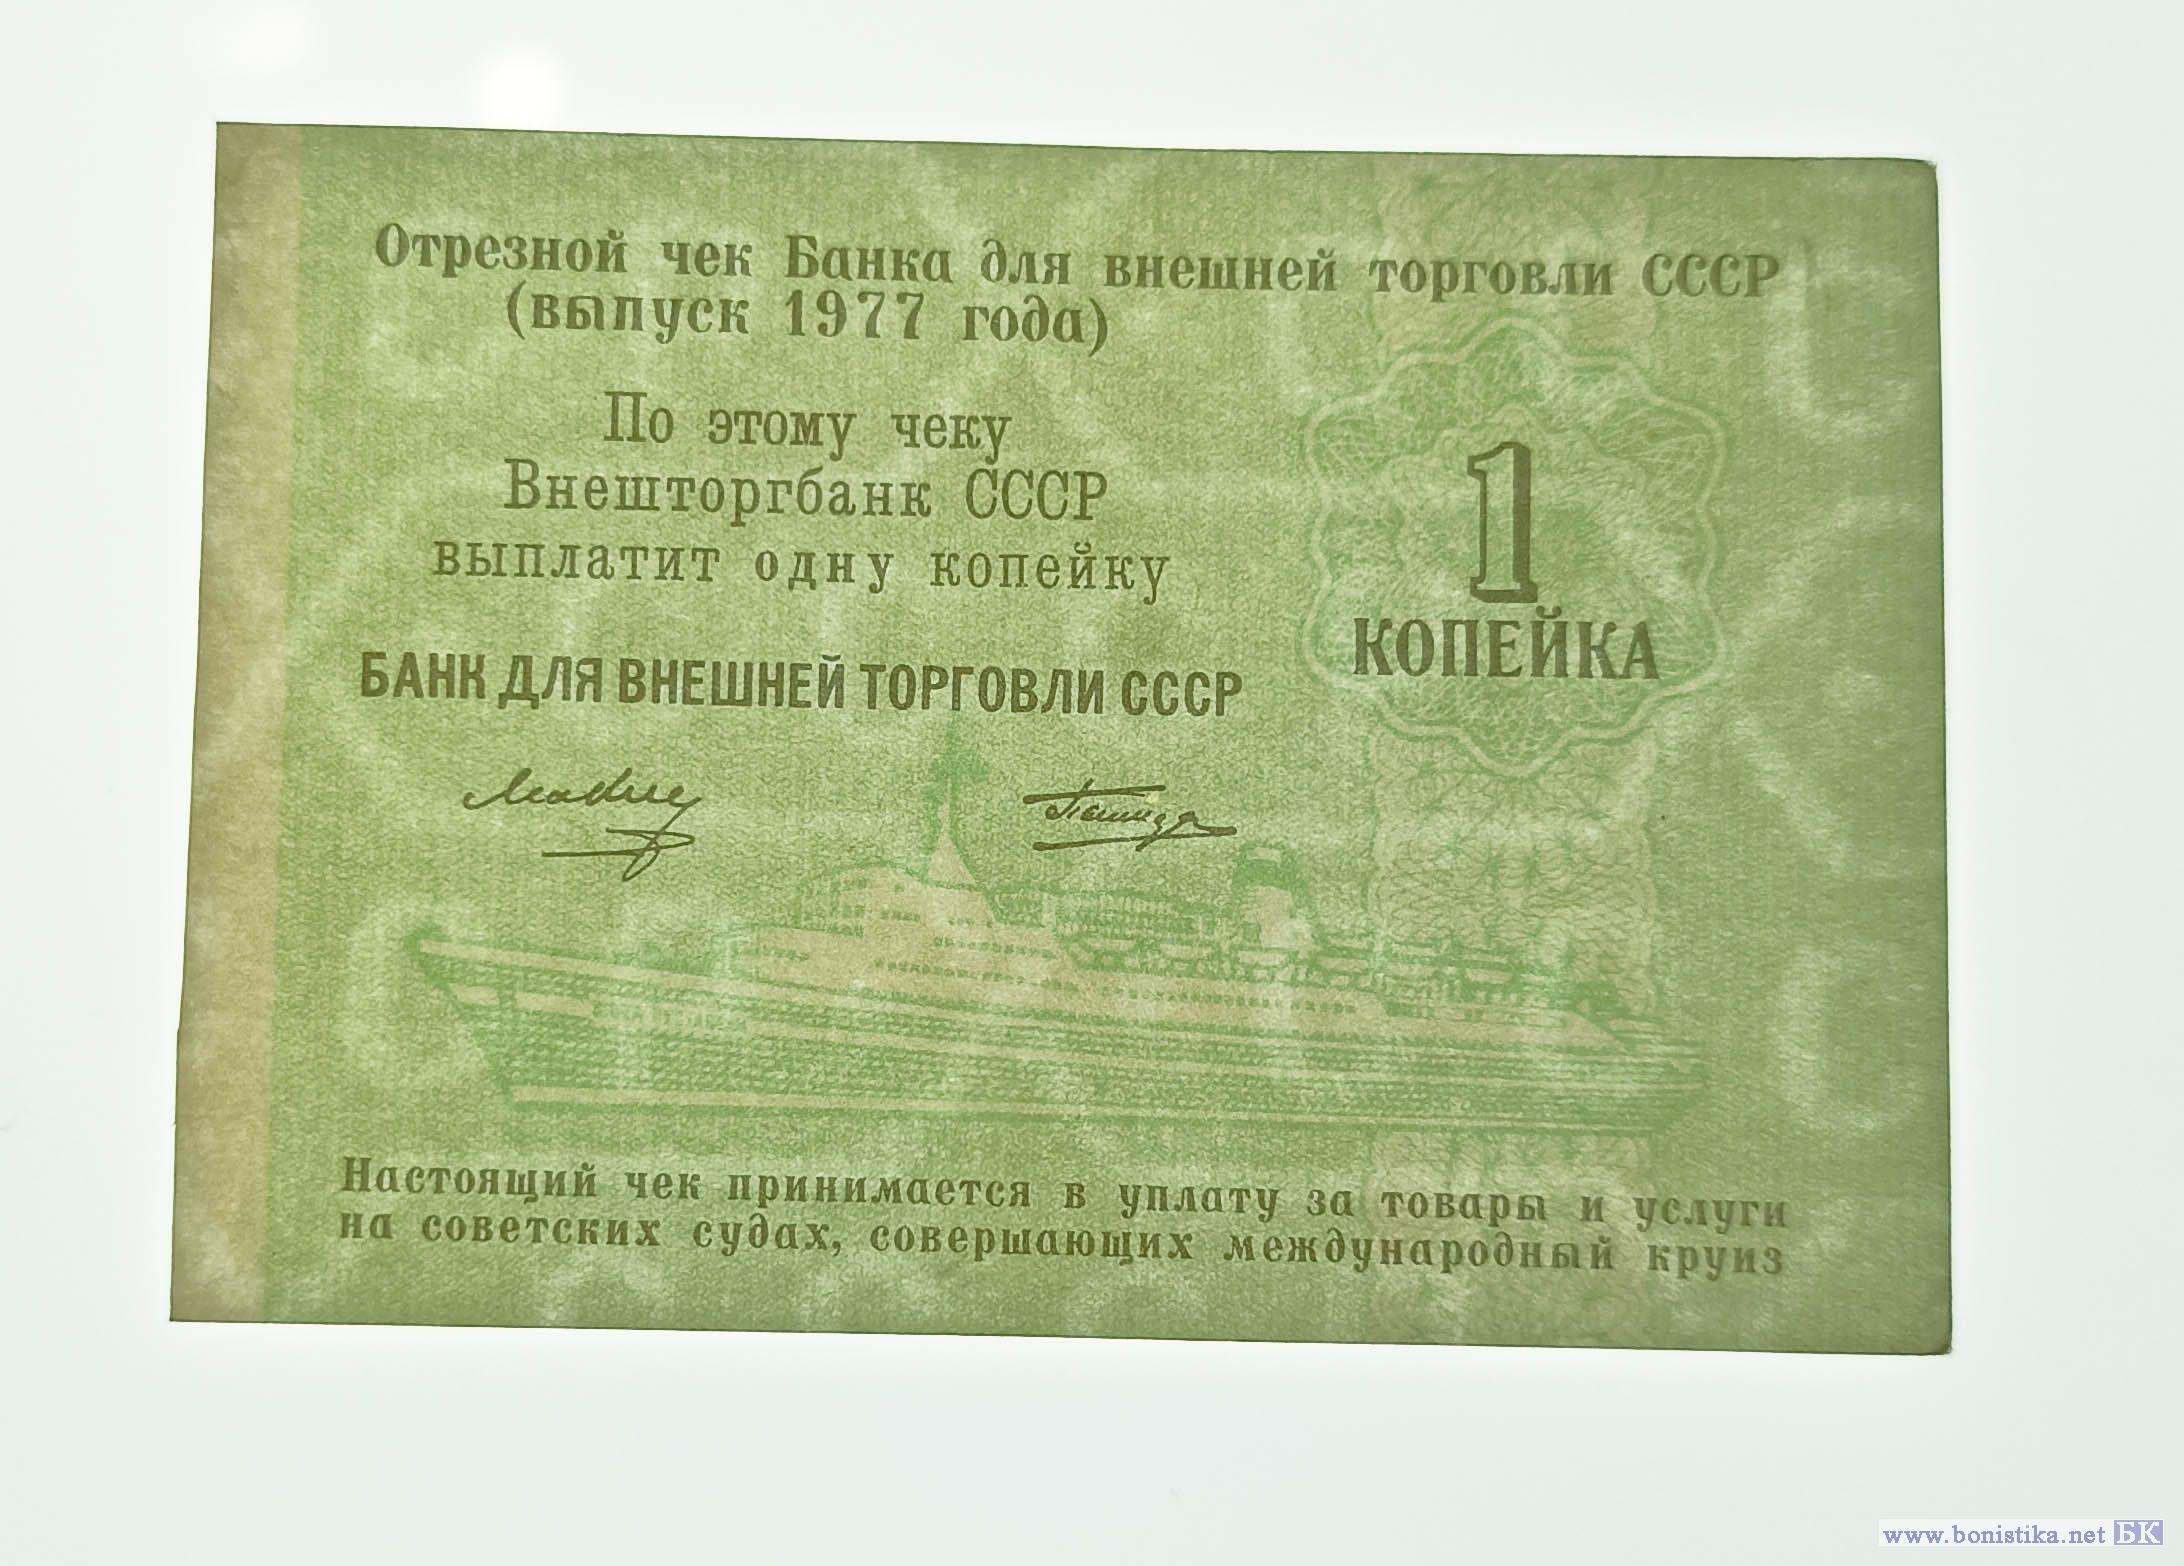 Отрезной чек Банка для внешней торговли СССР
(выпуск 1977 года)
По этому чеку
Внешторгбанк СССР
выплатит одну копейку
1
КОПЕЙКА
БАНК ДЛЯ ВНЕШНЕЙ ТОРГОВЛИ СССР
Настоящий чек принимается в уплату за товары и услуги
на советских судах, совершающих международный круиз
www.bonistika.net БК